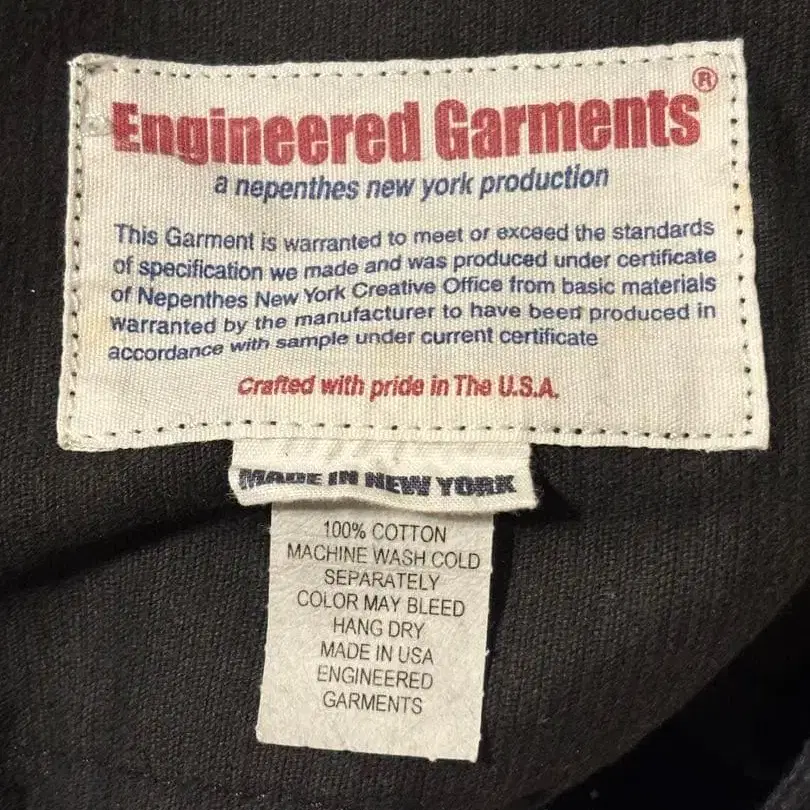 Engineered Garments®
a nepenthes new york production
This Garment is warranted to meet or exceed the standards
of specification we made and was produced under certificate
of Nepenthes New York Creative Office from basic materials
warranted by the manufacturer to have been produced in
accordance with sample under current certificate
Crafted with pride in The U.S.A.
MADE IN NEW YORK
100% COTTON
MACHINE WASH COLD
SEPARATELY
COLOR MAY BLEED
HANG DRY
MADE IN USA
ENGINEERED
GARMENTS